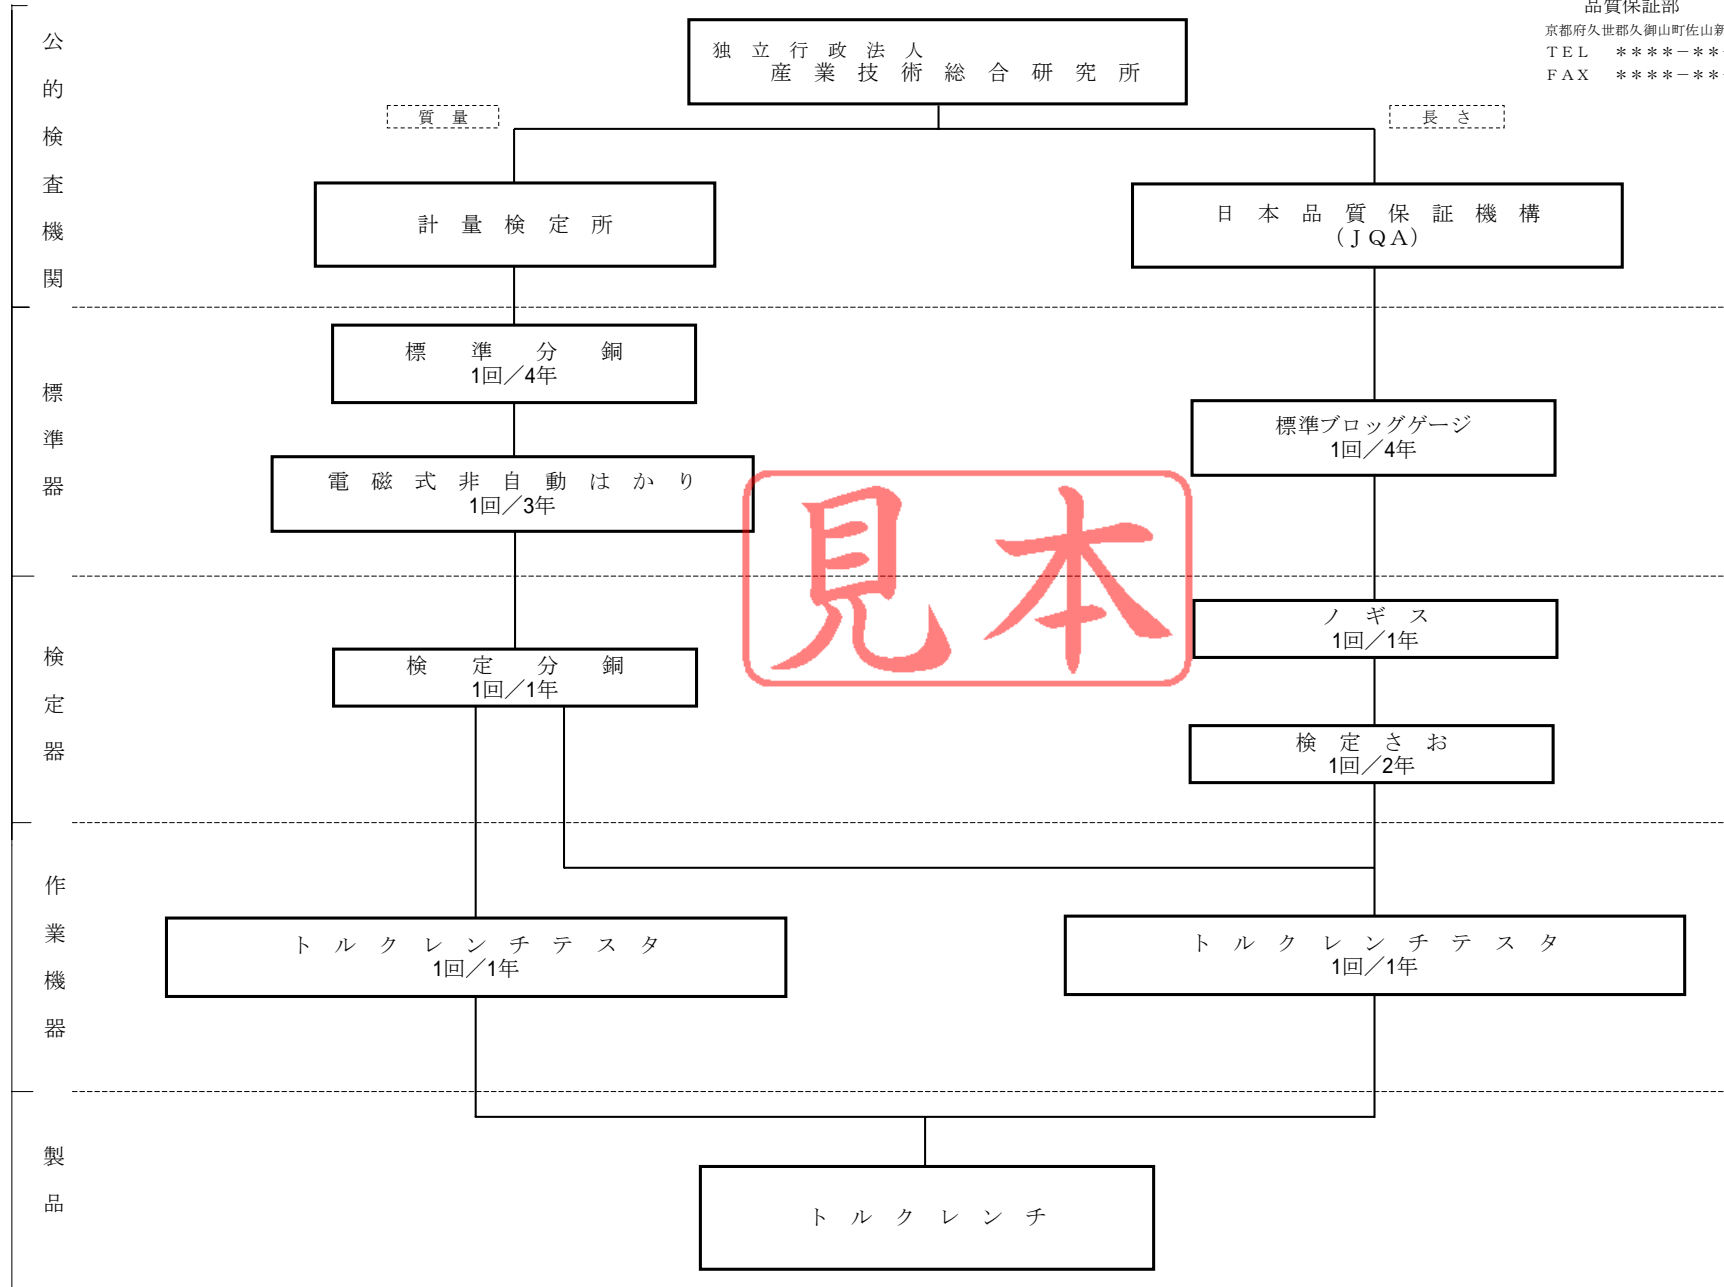 品質保証部
京都府久世郡久御山町佐山新
ＴＥＬ ＊＊＊＊－＊＊
ＦＡＸ ＊＊＊＊－＊＊
公的検査機関
独立行政法人
産業技術総合研究所
質量
長さ
計量検定所
日本品質保証機構
（ＪＱＡ）
標準器
標準分銅
1回／4年
標準ブロッグゲージ
1回／4年
電磁式非自動はかり
1回／3年
見本
検定器
ノギス
1回／1年
検定分銅
1回／1年
検定さお
1回／2年
作業機器
トルクレンチテスタ
1回／1年
トルクレンチテスタ
1回／1年
製品
トルクレンチ